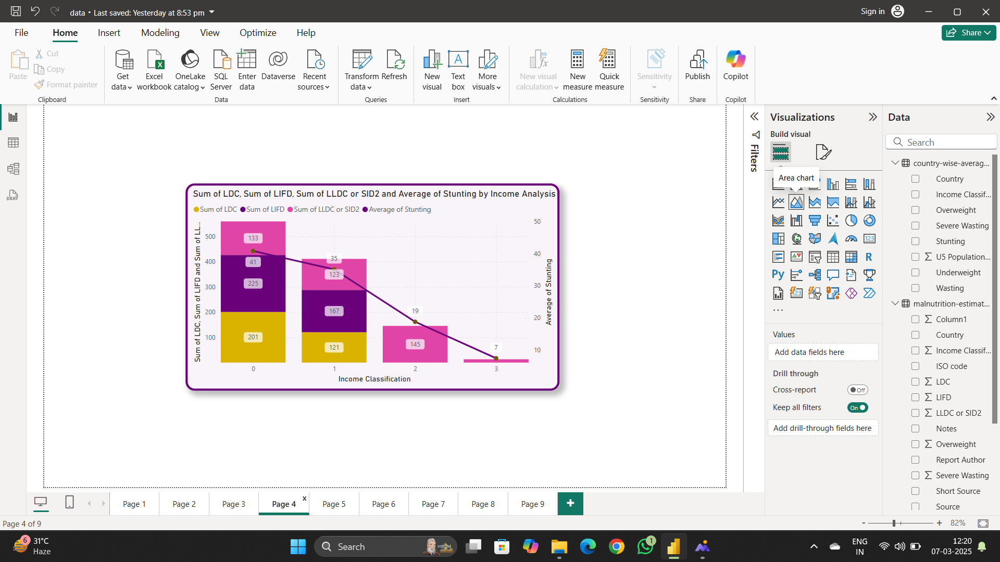 data • Last saved: Yesterday at 8:53 pm
Sign in
File Home Insert Modeling View Optimize Help
Share
Paste
Cut
Copy
Format painter
Clipboard
Get data
Excel workbook
OneLake catalog
SQL Server
Enter data
Dataverse
Recent sources
Data
Transform data
Refresh
Queries
New visual
Text box
More visuals
Insert
New visual calculation
New measure
Quick measure
Calculations
Sensitivity
Sensitivity
Publish
Share
Copilot
Copilot
DAX
Sum of LDC, Sum of LIFD, Sum of LLDC or SID2 and Average of Stunting by Income Analysis
Sum of LDC Sum of LIFD Sum of LLDC or SID2 Average of Stunting
Sum of LDC, Sum of LIFD and Sum of LL...
500
400
300
200
100
133
41
225
201
35
123
167
121
19
145
7
50
40
30
20
10
Average of Stunting
0 1 2 3
Income Classification
Filters
Visualizations
Build visual
Area chart
123
R
Py
123
...
Values
Add data fields here
Drill through
Cross-report
Off
Keep all filters
On
Add drill-through fields here
Data
Search
country-wise-averag...
Country
Income Classif...
Overweight
Severe Wasting
Stunting
U5 Population...
Underweight
Wasting
malnutrition-estimat...
Column1
Country
Income Classif...
ISO code
LDC
LIFD
LLDC or SID2
Notes
Overweight
Report Author
Severe Wasting
Short Source
Source
Page 1 Page 2 Page 3 Page 4 x Page 5 Page 6 Page 7 Page 8 Page 9 +
Page 4 of 9
- + 82%
6
31°C
Haze
Search
1
ENG
IN
12:20
07-03-2025